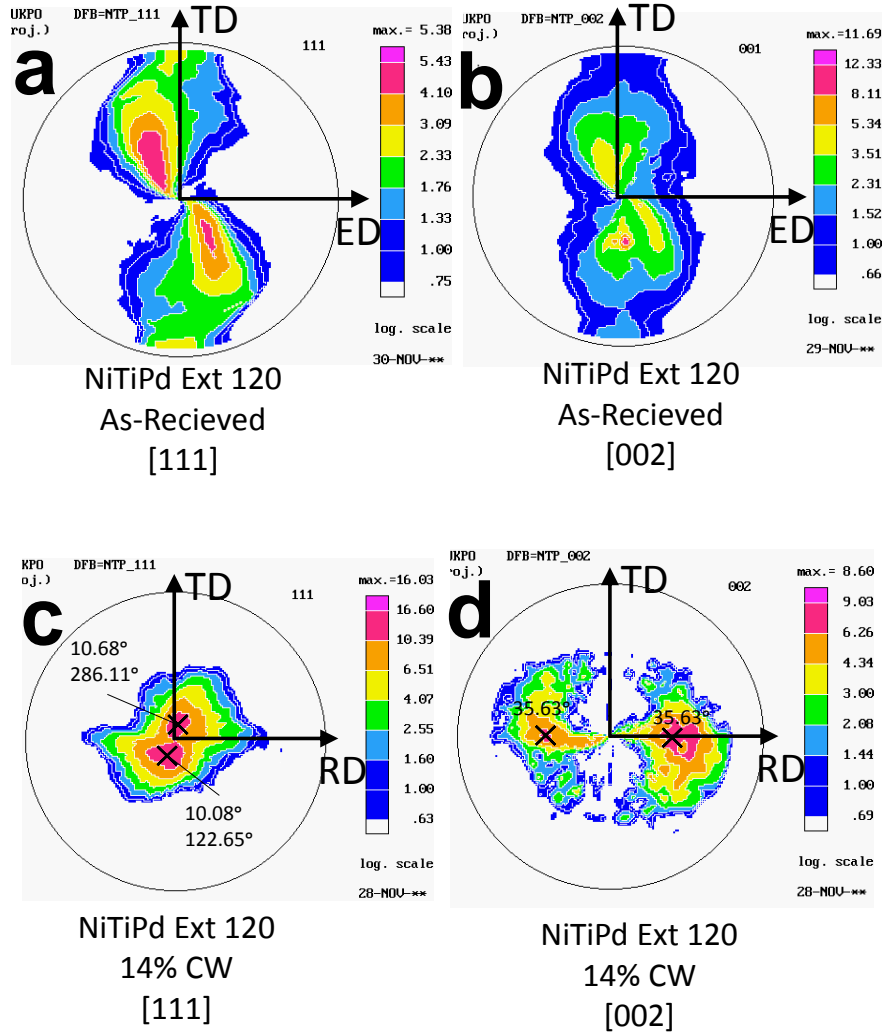 UKPO DFB=NTP_111
roj.)
TD
max.= 5.38
111
a
5.43
4.10
3.09
2.33
1.76
1.33
1.00
.75
ED
log. scale
30-NOV-**
NiTiPd Ext 120
As-Recieved
[111]
UKPO DFB=NTP_002
roj.)
TD
max.=11.69
001
b
12.33
8.11
5.34
3.51
2.31
1.52
1.00
.66
ED
log. scale
29-NOV-**
NiTiPd Ext 120
As-Recieved
[002]
KPO DFB=NTP_111
oj.)
TD
max.=16.03
111
c
16.60
10.39
6.51
4.07
2.55
1.60
1.00
.63
10.68°
286.11°
RD
10.08°
122.65°
log. scale
28-NOV-**
NiTiPd Ext 120
14% CW
[111]
UKPO DFB=NTP_002
oj.)
TD
max.= 8.60
002
d
9.03
6.26
4.34
3.00
2.08
1.44
1.00
.69
35.63°
35.63°
RD
log. scale
28-NOV-**
NiTiPd Ext 120
14% CW
[002]